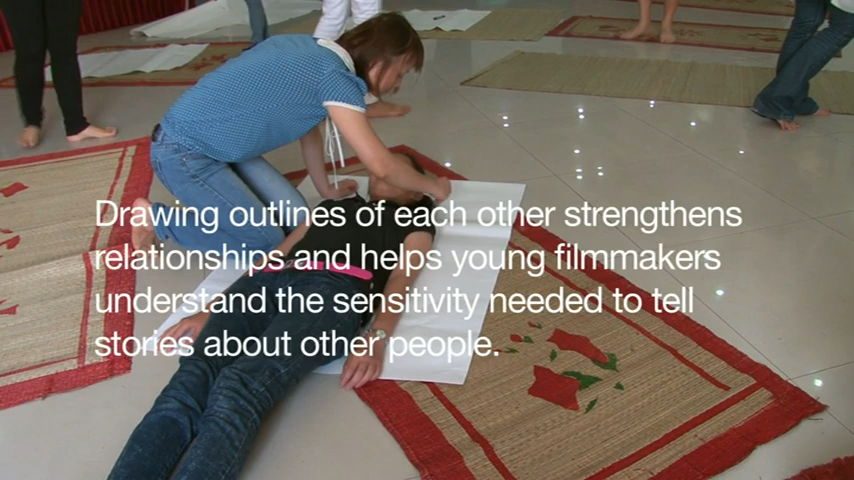 Drawing outlines of each other strengthens
relationships and helps young filmmakers
understand the sensitivity needed to tell
stories about other people.